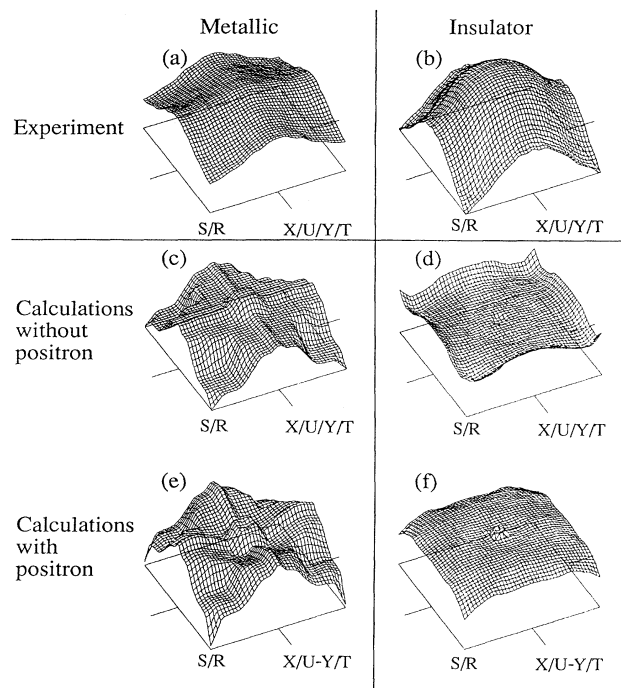 Metallic Insulator
(a) (b)
Experiment
S/R X/U/Y/T S/R X/U/Y/T
(c) (d)
Calculations
without
positron
S/R X/U/Y/T S/R X/U/Y/T
(e) (f)
Calculations
with
positron
S/R X/U-Y/T S/R X/U-Y/T